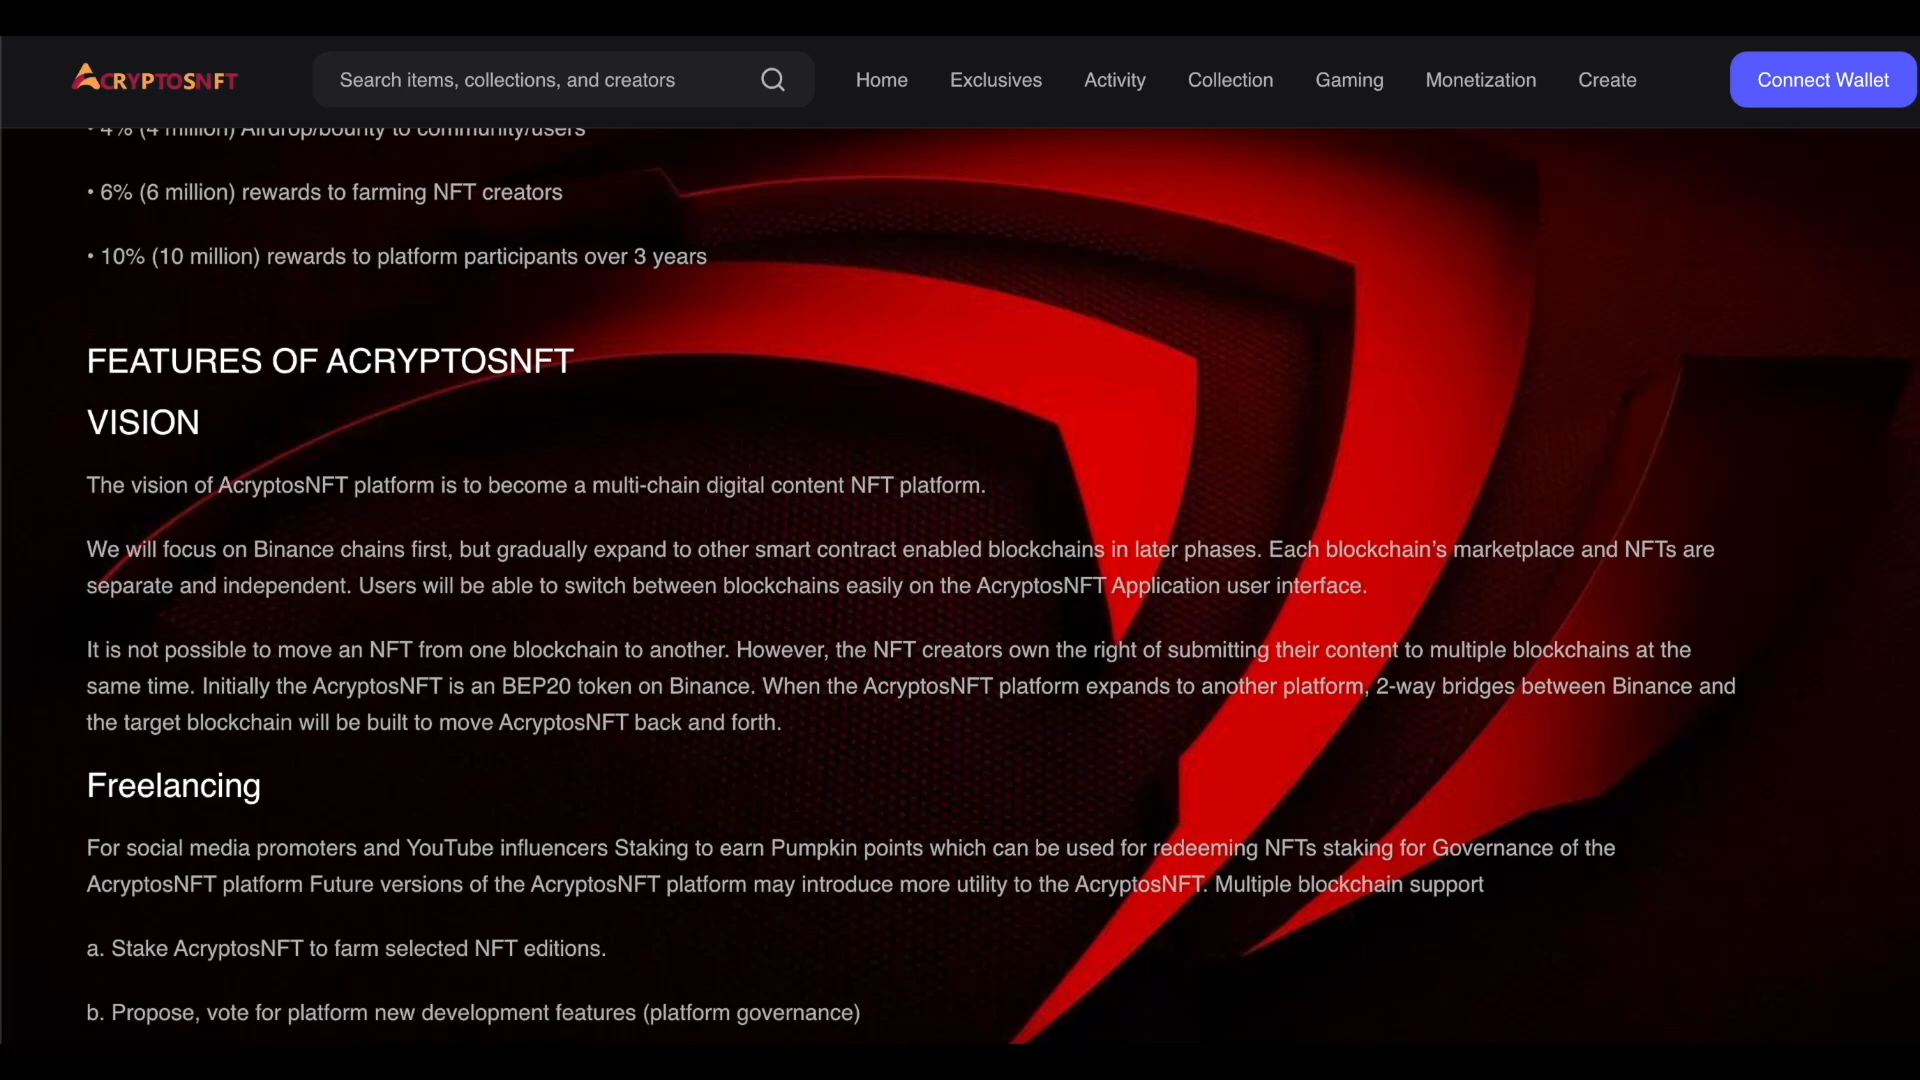 ACRYPTOSNFT
Search items, collections, and creators
Home
Exclusives
Activity
Collection
Gaming
Monetization
Create
Connect Wallet
• 4% (4 million) Airdrop/bounty to community/users
• 6% (6 million) rewards to farming NFT creators
• 10% (10 million) rewards to platform participants over 3 years
FEATURES OF ACRYPTOSNFT
VISION
The vision of AcryptosNFT platform is to become a multi-chain digital content NFT platform.
We will focus on Binance chains first, but gradually expand to other smart contract enabled blockchains in later phases. Each blockchain’s marketplace and NFTs are
separate and independent. Users will be able to switch between blockchains easily on the AcryptosNFT Application user interface.
It is not possible to move an NFT from one blockchain to another. However, the NFT creators own the right of submitting their content to multiple blockchains at the
same time. Initially the AcryptosNFT is an BEP20 token on Binance. When the AcryptosNFT platform expands to another platform, 2-way bridges between Binance and
the target blockchain will be built to move AcryptosNFT back and forth.
Freelancing
For social media promoters and YouTube influencers Staking to earn Pumpkin points which can be used for redeeming NFTs staking for Governance of the
AcryptosNFT platform Future versions of the AcryptosNFT platform may introduce more utility to the AcryptosNFT. Multiple blockchain support
a. Stake AcryptosNFT to farm selected NFT editions.
b. Propose, vote for platform new development features (platform governance)